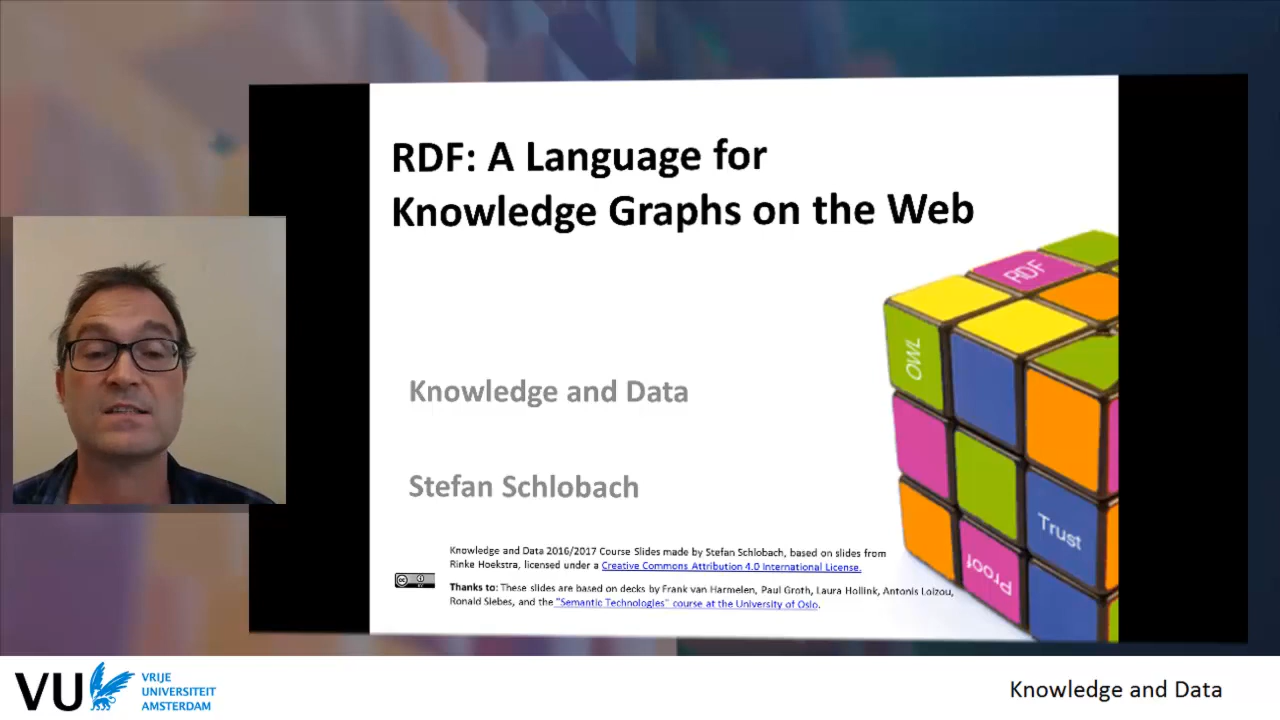 RDF: A Language for
Knowledge Graphs on the Web
RDF
OWL
Knowledge and Data
Stefan Schlobach
Trust
Proof
Knowledge and Data 2016/2017 Course Slides made by Stefan Schlobach, based on slides from
Rinke Hoekstra, licensed under a Creative Commons Attribution 4.0 International License.
Thanks to: These slides are based on decks by Frank van Harmelen, Paul Groth, Laura Hollink, Antonis Loizou,
Ronald Siebes, and the "Semantic Technologies" course at the University of Oslo.
VU
VRIJE
UNIVERSITEIT
AMSTERDAM
Knowledge and Data